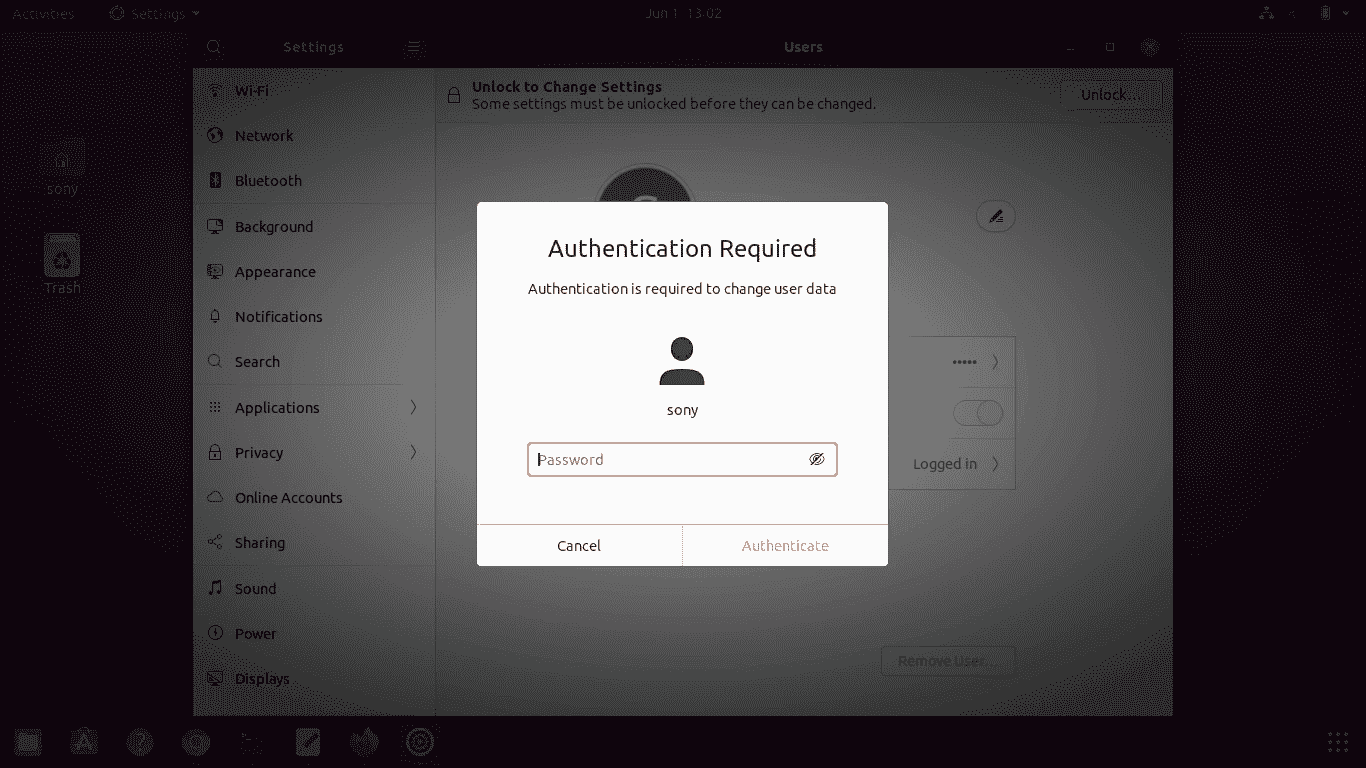 Activities
Settings
Jun 1 13:02
Settings
Users
Wi-Fi
Network
Bluetooth
Background
Appearance
Notifications
Search
Applications
Privacy
Online Accounts
Sharing
Sound
Power
Displays
Unlock to Change Settings
Some settings must be unlocked before they can be changed.
Unlock...
sony
Trash
Authentication Required
Authentication is required to change user data
sony
Password
Cancel
Authenticate
•••••
Logged in
Remove User...